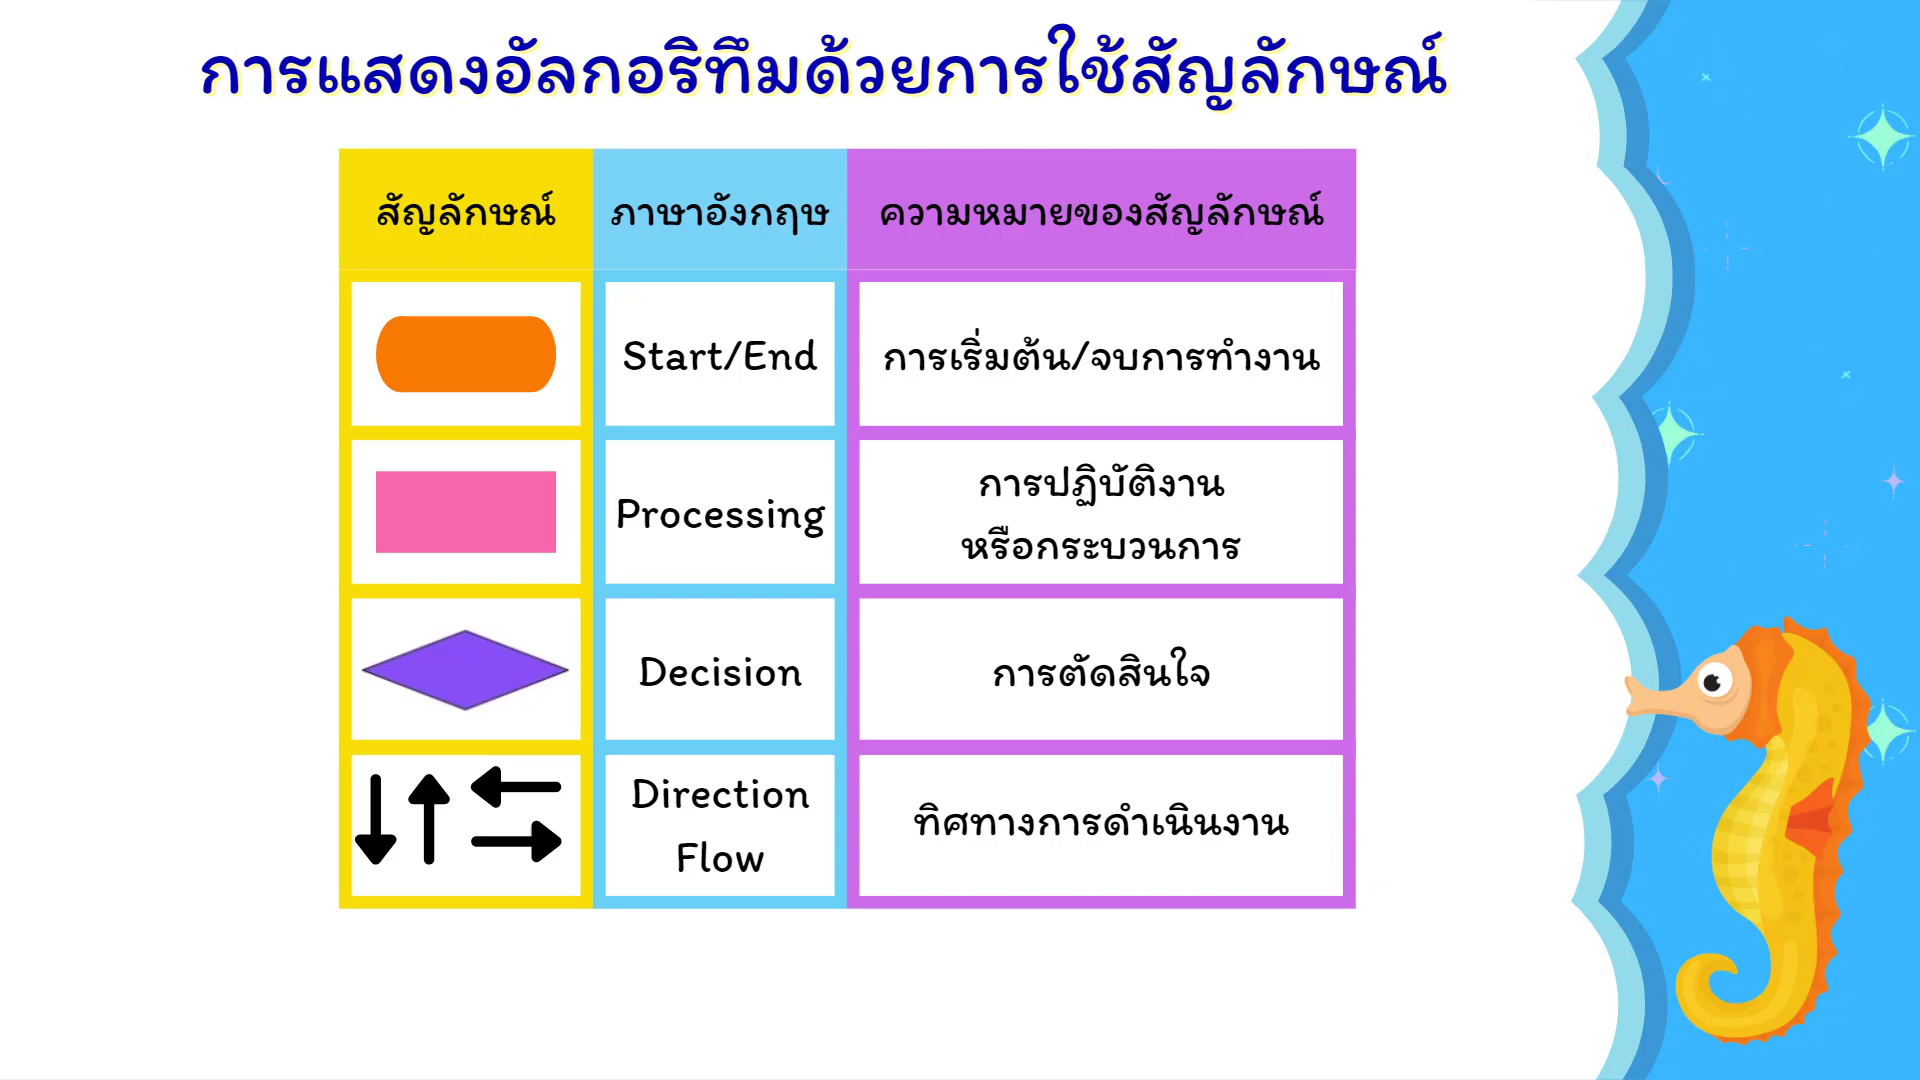 การแสดงอัลกอริทึมด้วยการใช้สัญลักษณ์
สัญลักษณ์ ภาษาอังกฤษ ความหมายของสัญลักษณ์
Start/End การเริ่มต้น/จบการทำงาน
Processing การปฏิบัติงาน
หรือกระบวนการ
Decision การตัดสินใจ
Direction
Flow
ทิศทางการดำเนินงาน